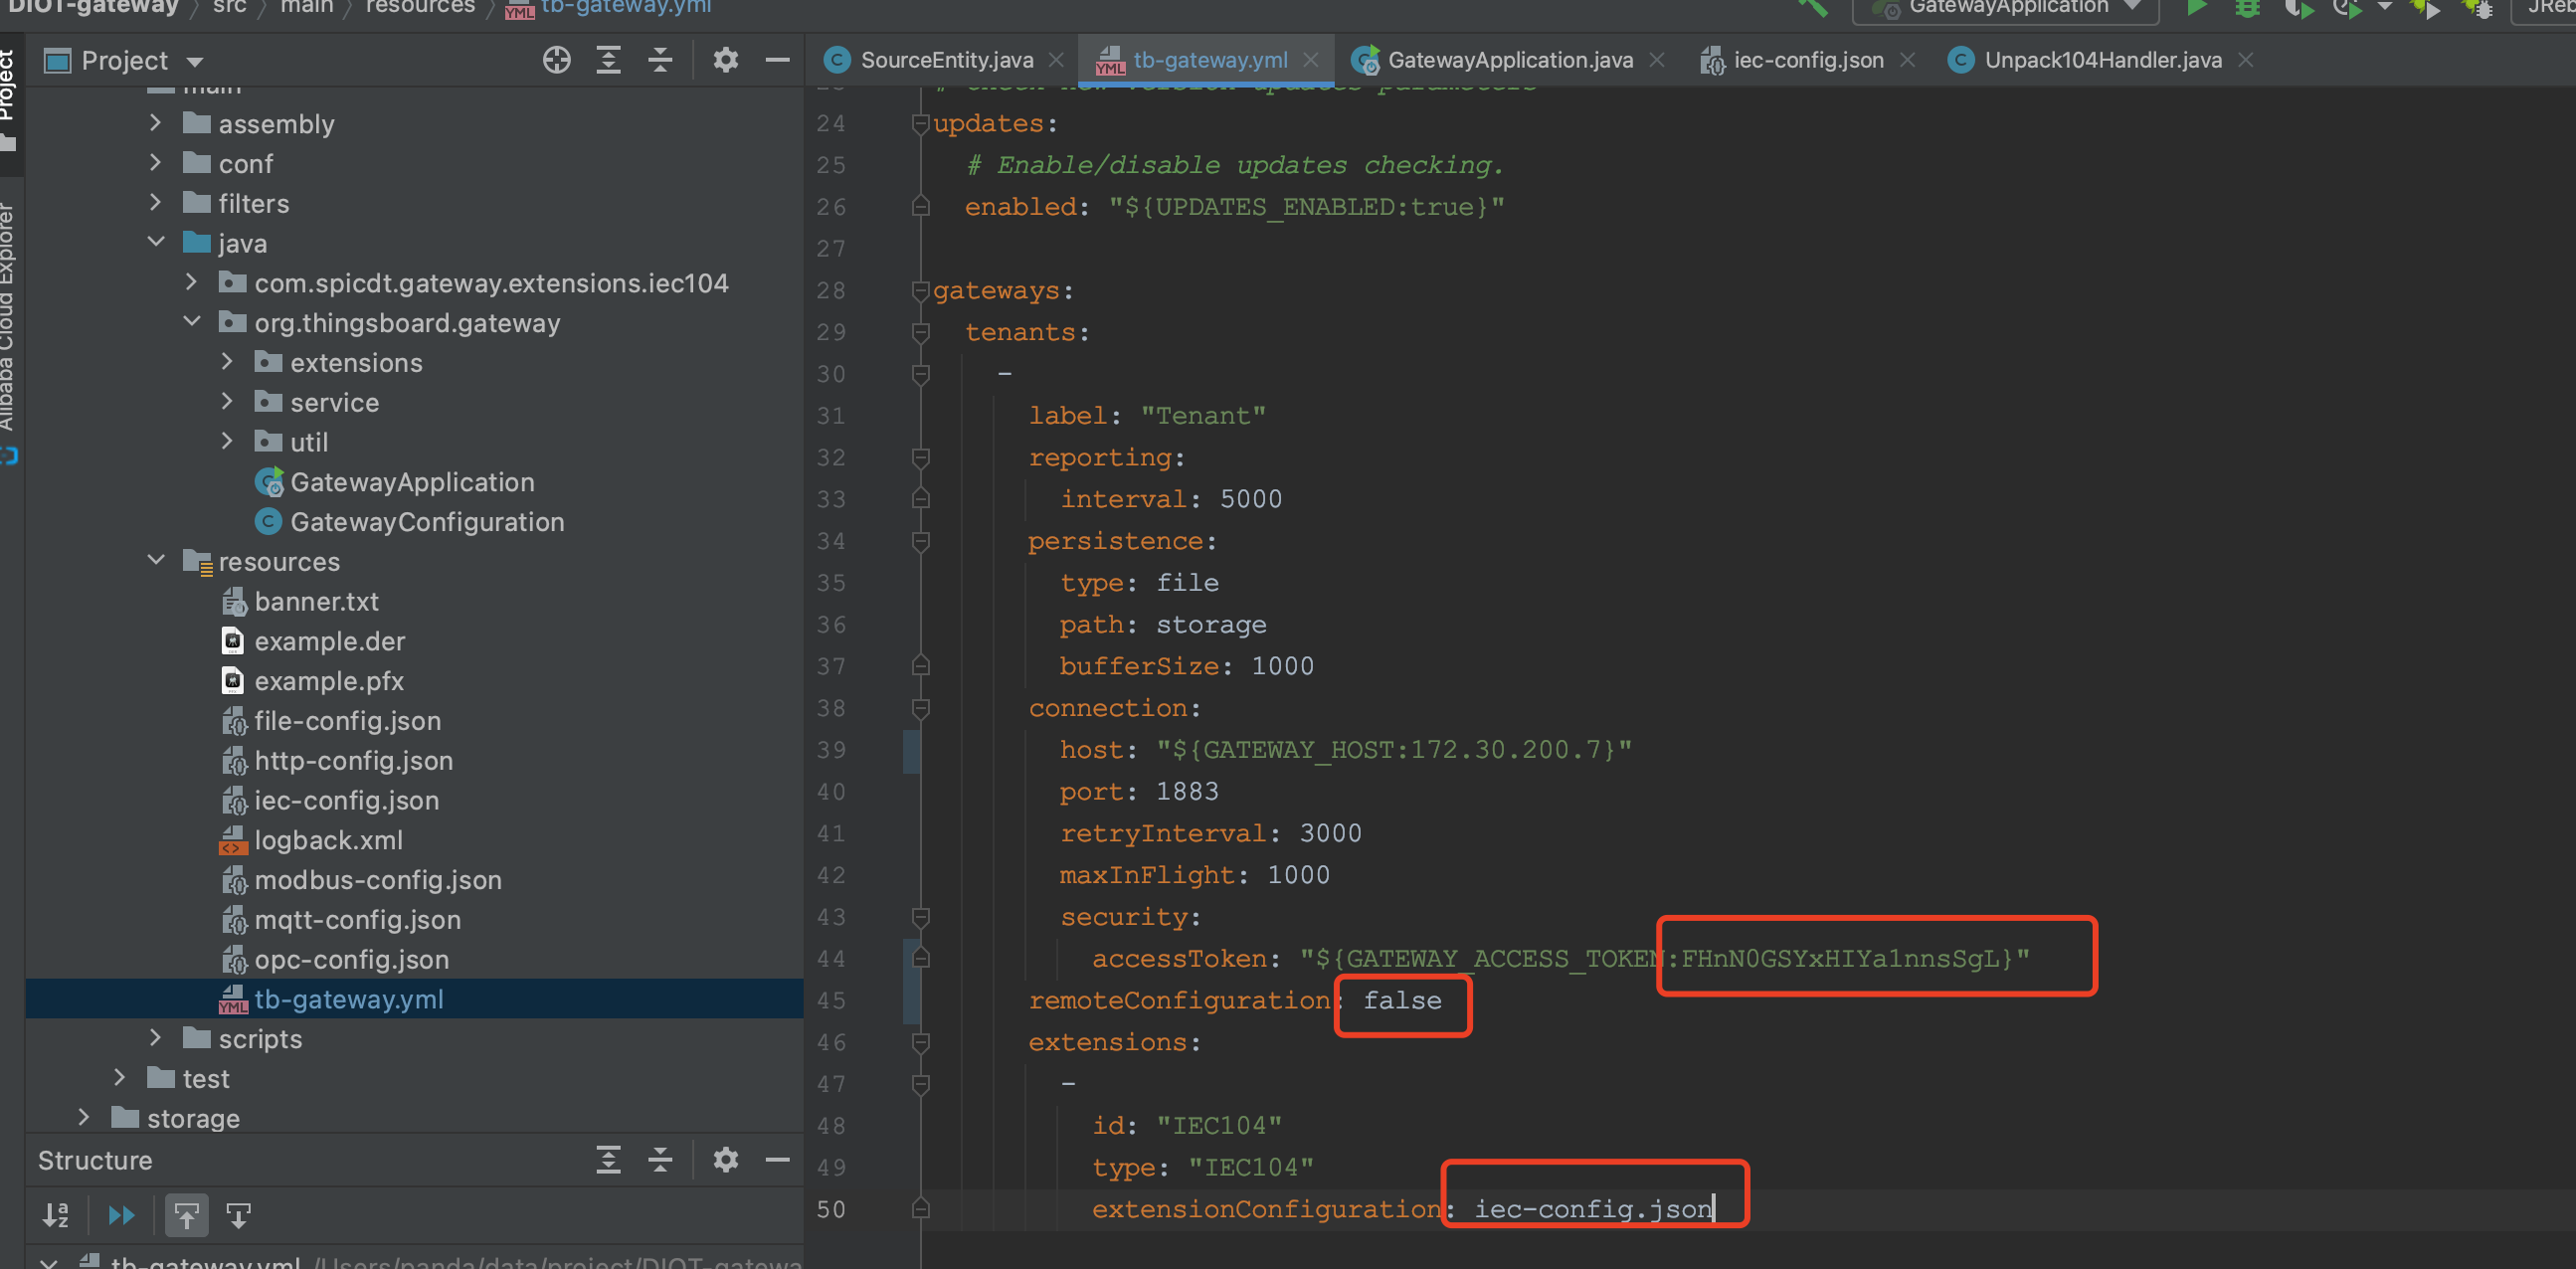 DIOT-gateway src main resources tb-gateway.yml
GatewayApplication
Project
SourceEntity.java tb-gateway.yml GatewayApplication.java iec-config.json Unpack104Handler.java
Project
Alibaba Cloud Explorer
main
assembly
conf
filters
java
com.spicdt.gateway.extensions.iec104
org.thingsboard.gateway
extensions
service
util
GatewayApplication
GatewayConfiguration
resources
banner.txt
example.der
example.pfx
file-config.json
http-config.json
iec-config.json
logback.xml
modbus-config.json
mqtt-config.json
opc-config.json
tb-gateway.yml
scripts
test
storage
Structure
tb-gateway.yml /Users/panda/data/project/DIOT-gatewa
# check new version updates parameters
24 updates:
25 # Enable/disable updates checking.
26 enabled: "${UPDATES_ENABLED:true}"
27
28 gateways:
29 tenants:
30 -
31 label: "Tenant"
32 reporting:
33 interval: 5000
34 persistence:
35 type: file
36 path: storage
37 bufferSize: 1000
38 connection:
39 host: "${GATEWAY_HOST:172.30.200.7}"
40 port: 1883
41 retryInterval: 3000
42 maxInFlight: 1000
43 security:
44 accessToken: "${GATEWAY_ACCESS_TOKEN:FHnN0GSYxHIYa1nnsSgL}"
45 remoteConfiguration: false
46 extensions:
47 -
48 id: "IEC104"
49 type: "IEC104"
50 extensionConfiguration: iec-config.json